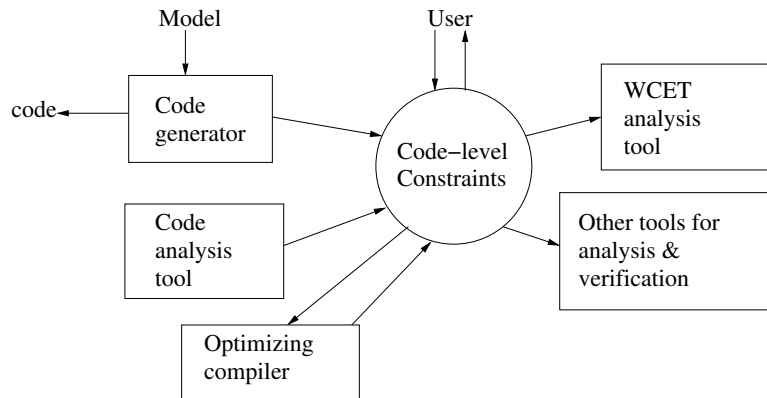 Model
User
code
Code
generator
Code-level
Constraints
WCET
analysis
tool
Code
analysis
tool
Other tools for
analysis &
verification
Optimizing
compiler